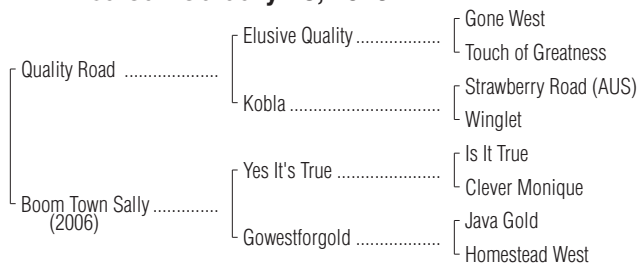 Gone West
Elusive Quality ..................
Touch of Greatness
Quality Road ....................
Strawberry Road (AUS)
Kobla ................................
Winglet
Is It True
Yes It's True ......................
Clever Monique
Boom Town Sally ..............
(2006)
Java Gold
Gowestforgold ...................
Homestead West